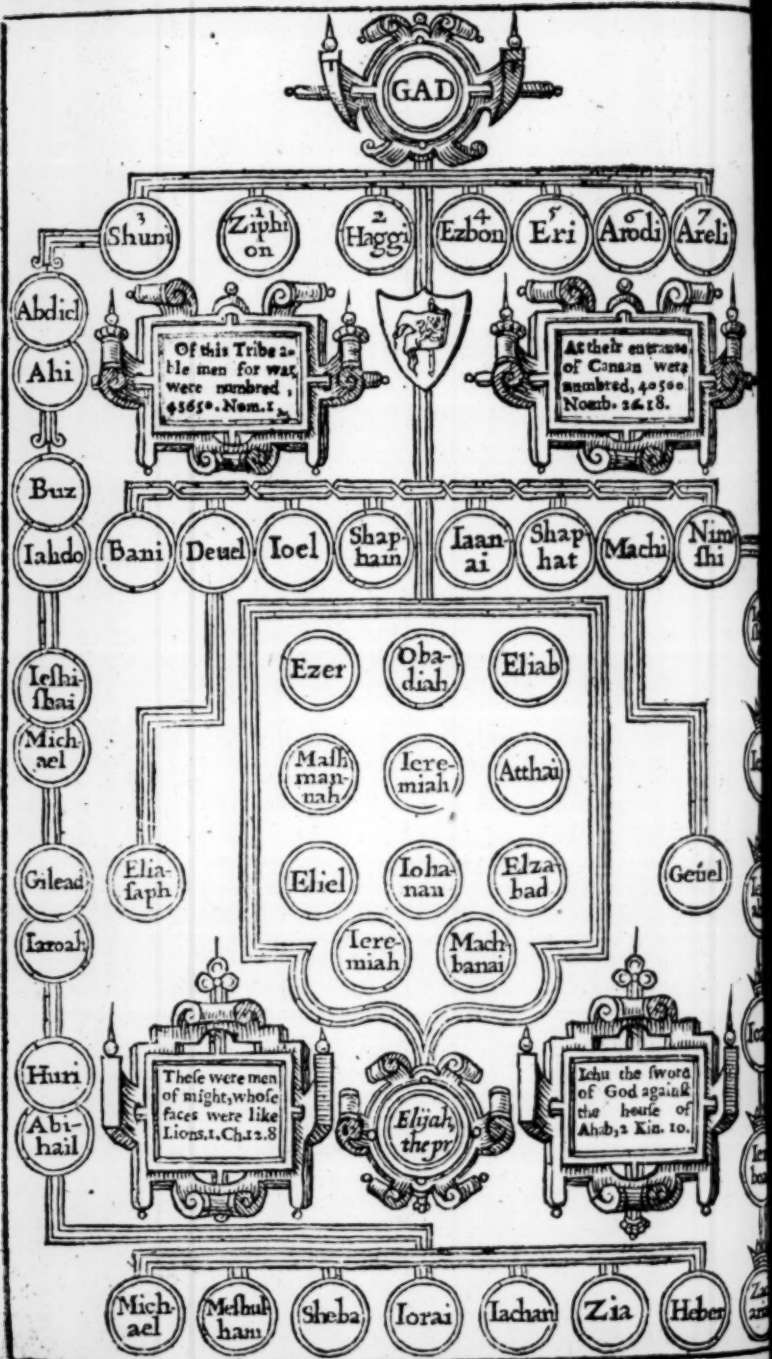 GAD
3
Shuni
1
Ziphi
on
2
Haggi
4
Ezbon
5
Eri
6
Arodi
7
Areli
Abdiel
Ahi
Buz
Iahdo
Ieſhi-
ſhai
Mich-
ael
Gilead
Iaroah
Huri
Abi-
hail
Of this Tribe a-
ble men for war
were numbred,
45650. Nom. 1
At their entrance
of Canaan were
numbred, 40500
Nomb. 26.18.
Bani
Deuel
Ioel
Shap-
hain
Iaan-
ai
Shap-
hat
Machi
Nim-
ſhi
Ezer
Oba-
diah
Eliab
Maſh
man-
nah
Iere-
miah
Atthai
Eliel
Ioha-
nan
Elza-
bad
Iere-
miah
Mach-
banai
Elia-
ſaph
Geuel
Theſe were men
of might, whoſe
faces were like
Lions, 1. Ch. 12.8
Elijah,
the pr
Iehu the ſword
of God againſt
the houſe of
Ahab, 2 Kin. 10.
Mich-
ael
Meſhul-
ham
Sheba
Iorai
Iachan
Zia
Heber